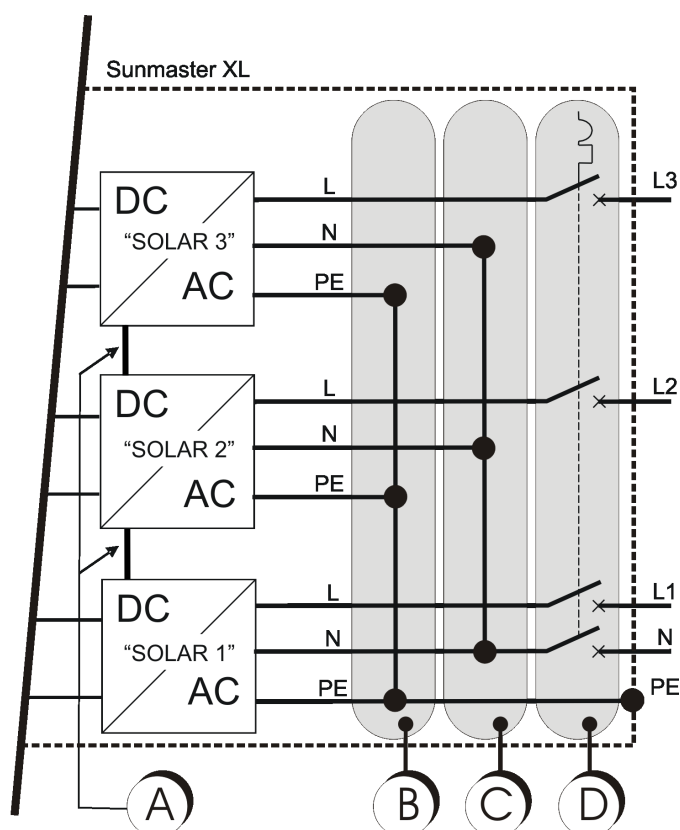 Sunmaster XL
DC
"SOLAR 3"
AC
L
N
PE
L3
DC
"SOLAR 2"
AC
L
N
PE
L2
DC
"SOLAR 1"
AC
L
N
PE
L1
N
PE
A
B
C
D